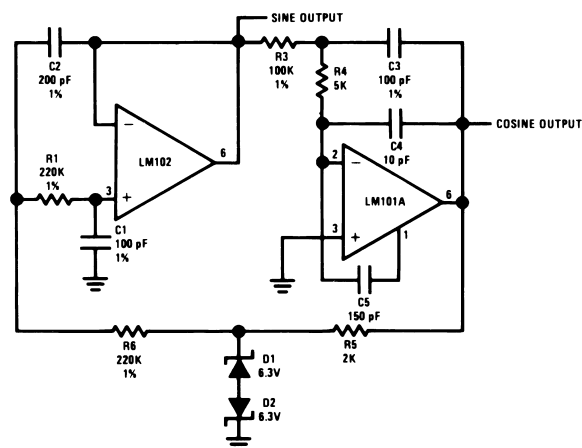 SINE OUTPUT
C2
200 pF
1%
R3
100K
1%
R4
5K
C3
100 pF
1%
C4
10 pF
COSINE OUTPUT
−
LM102
6
+
3
R1
220K
1%
C1
100 pF
1%
2
−
LM101A
6
3
+
1
C5
150 pF
R6
220K
1%
R5
2K
D1
6.3V
D2
6.3V